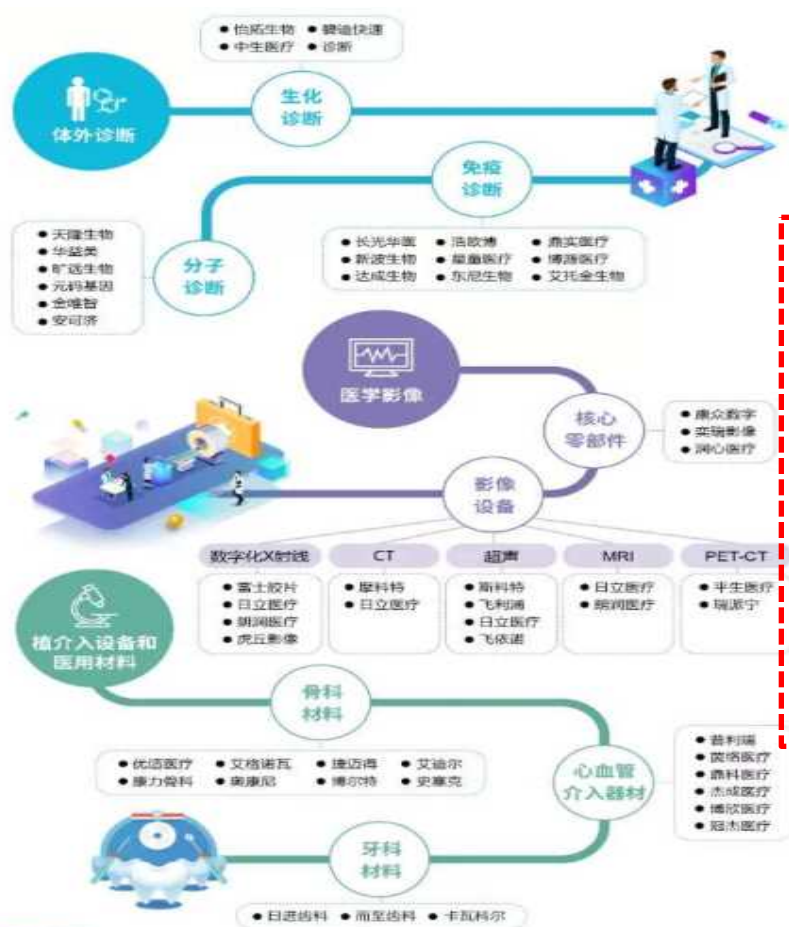 ● 怡拓生物 ● 碧迪快速
● 中生医疗 ● 诊断
体外诊断
生化
诊断
免疫
诊断
● 长光华医 ● 浩欧博 ● 鼎实医疗
● 新波生物 ● 星童医疗 ● 博源医疗
● 达成生物 ● 东尼生物 ● 艾托金生物
● 天隆生物
● 华益美
● 旷远生物
● 元码基因
● 金唯智
● 安可济
分子
诊断
医学影像
核心
零部件
● 康众数字
● 奕瑞影像
● 润心医疗
影像
设备
数字化X射线 CT 超声 MRI PET-CT
● 富士胶片 ● 摩科特 ● 斯科特 ● 日立医疗 ● 平生医疗
● 日立医疗 ● 日立医疗 ● 飞利浦 ● 朗润医疗 ● 瑞派宁
● 朗润医疗 ● 日立医疗
● 虎丘影像 ● 飞依诺
植介入设备和
医用材料
骨科
材料
● 优适医疗 ● 艾格诺瓦 ● 捷迈得 ● 艾迪尔
● 康力骨科 ● 奥康尼 ● 博尔特 ● 史塞克
心血管
介入器材
● 普利瑞
● 茵络医疗
● 鼎科医疗
● 杰成医疗
● 博欣医疗
● 冠杰医疗
牙科
材料
● 日进齿科 ● 而至齿科 ● 卡瓦科尔